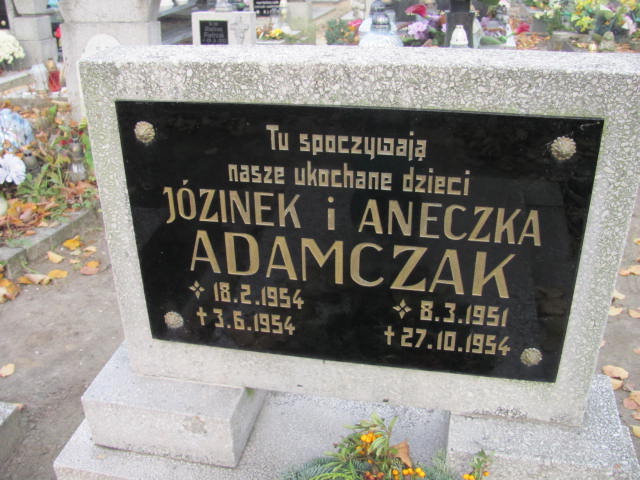 Tu spoczywają
nasze ukochane dzieci
JÓZINEK i ANECZKA
ADAMCZAK
18.2.1954
† 3.6.1954
8.3.1951
† 27.10.1954